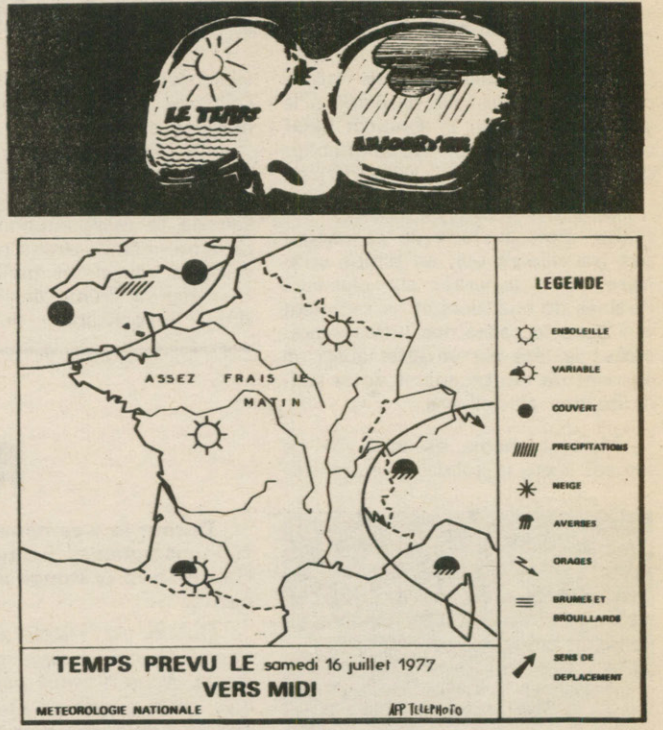 LE TEMPS
AUJOURD'HUI
ASSEZ FRAIS LE
MATIN
LEGENDE
ENSOLEILLE
VARIABLE
COUVERT
PRECIPITATIONS
NEIGE
AVERSES
ORAGES
BRUMES ET
BROUILLARDS
SENS DE
DEPLACEMENT
TEMPS PREVU LE samedi 16 juillet 1977
VERS MIDI
METEOROLOGIE NATIONALE
AFP TELEPHOTO